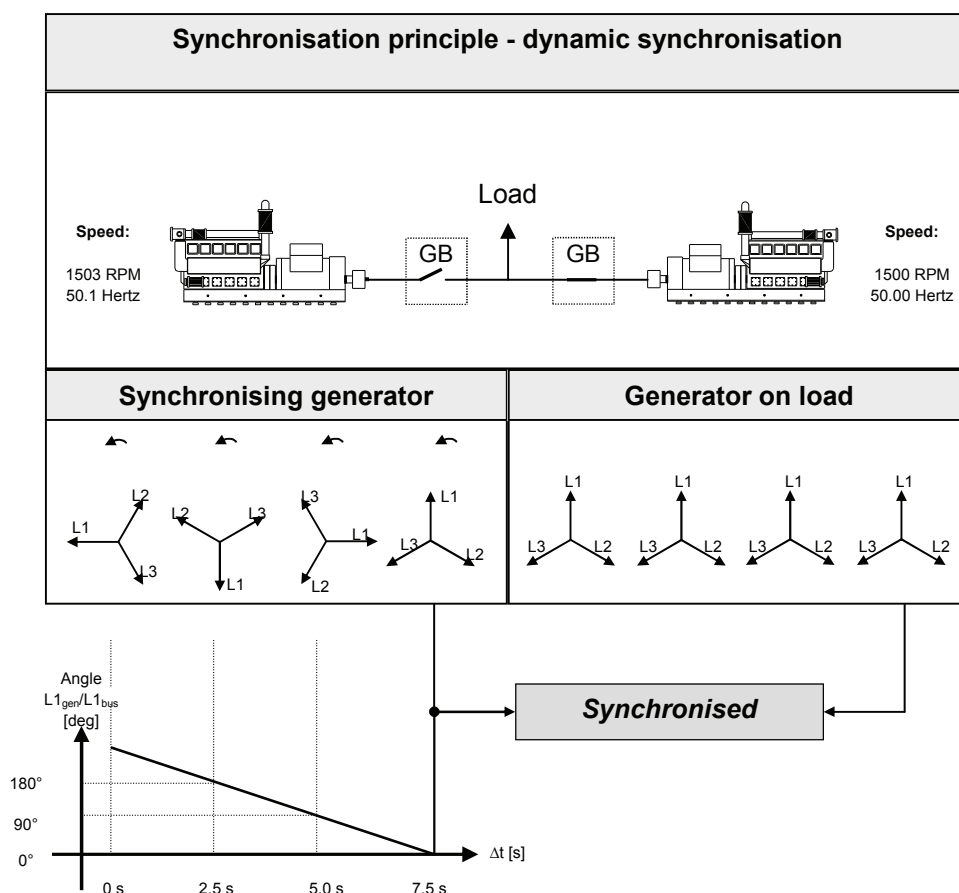 Synchronisation principle - dynamic synchronisation
Load
Speed:
GB
GB
Speed:
1503 RPM
50.1 Hertz
1500 RPM
50.00 Hertz
Synchronising generator
Generator on load
L2
L1
L3
L2
L3
L1
L3
L1
L2
L1
L3
L2
L1
L3
L2
L1
L3
L2
L1
L3
L2
L1
L3
L2
Angle
L1gen/L1bus
[deg]
Synchronised
180°
90°
0°
Δt [s]
0 s
2.5 s
5.0 s
7.5 s